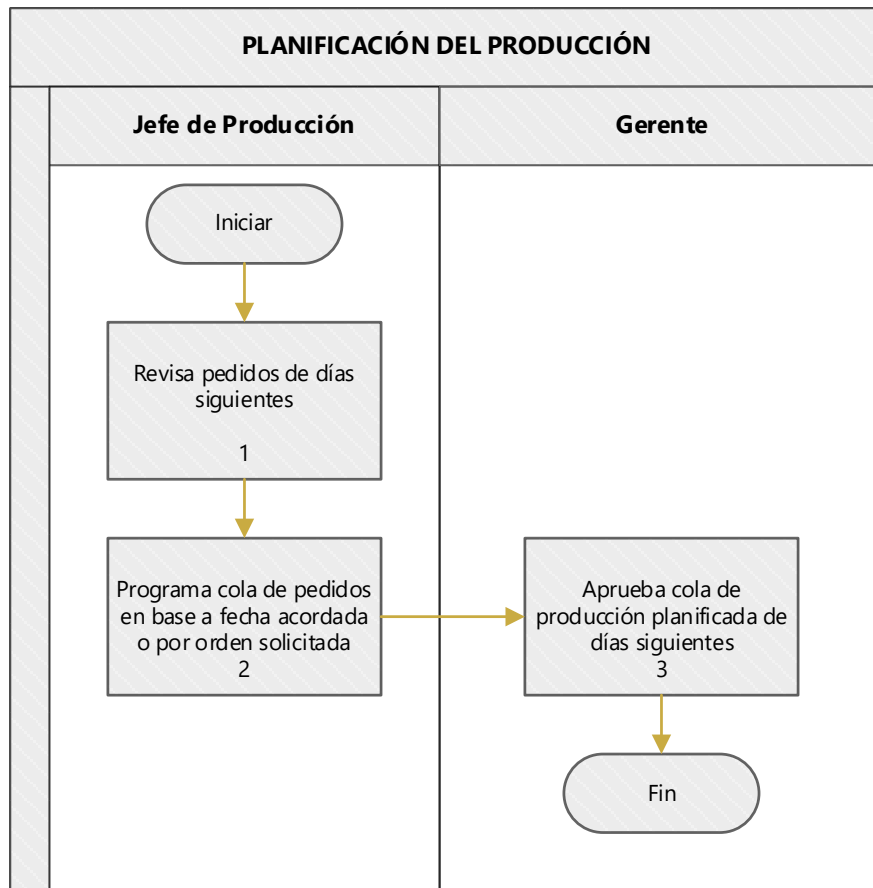 PLANIFICACIÓN DEL PRODUCCIÓN
Jefe de Producción
Gerente
Iniciar
Revisa pedidos de días
siguientes
1
Programa cola de pedidos
en base a fecha acordada
o por orden solicitada
2
Aprueba cola de
producción planificada de
días siguientes
3
Fin